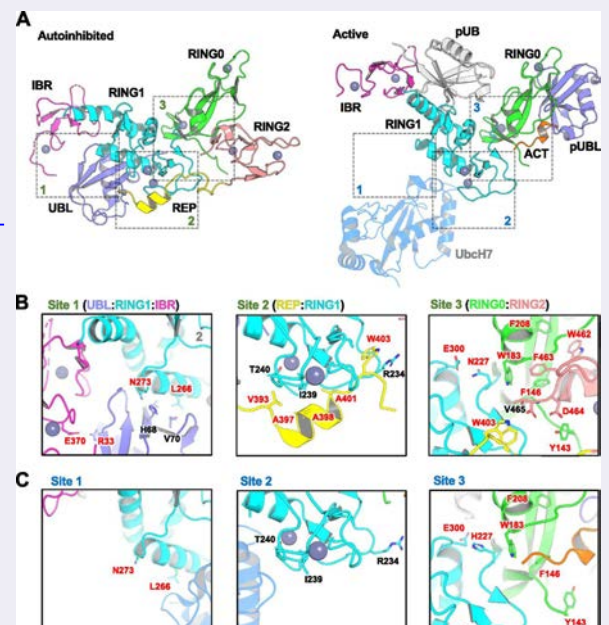 A
Autoinhibited
RING0
IBR
RING1
3
RING2
1
UBL
REP
2
Active
pUB
RING0
IBR
3
RING1
ACT
pUBL
1
2
UbcH7
B
Site 1 (UBL:RING1:IBR)
2
N273
L266
H68
V70
E370
R33
Site 2 (REP:RING1)
W403
T240
R234
I239
V393
A401
A397
A398
Site 3 (RING0:RING2)
F208
W462
E300
W183
N227
F463
F146
V465
D464
W403
Y143
C
Site 1
N273
L266
Site 2
T240
I239
R234
Site 3
F208
E300
W183
H227
F146
Y143